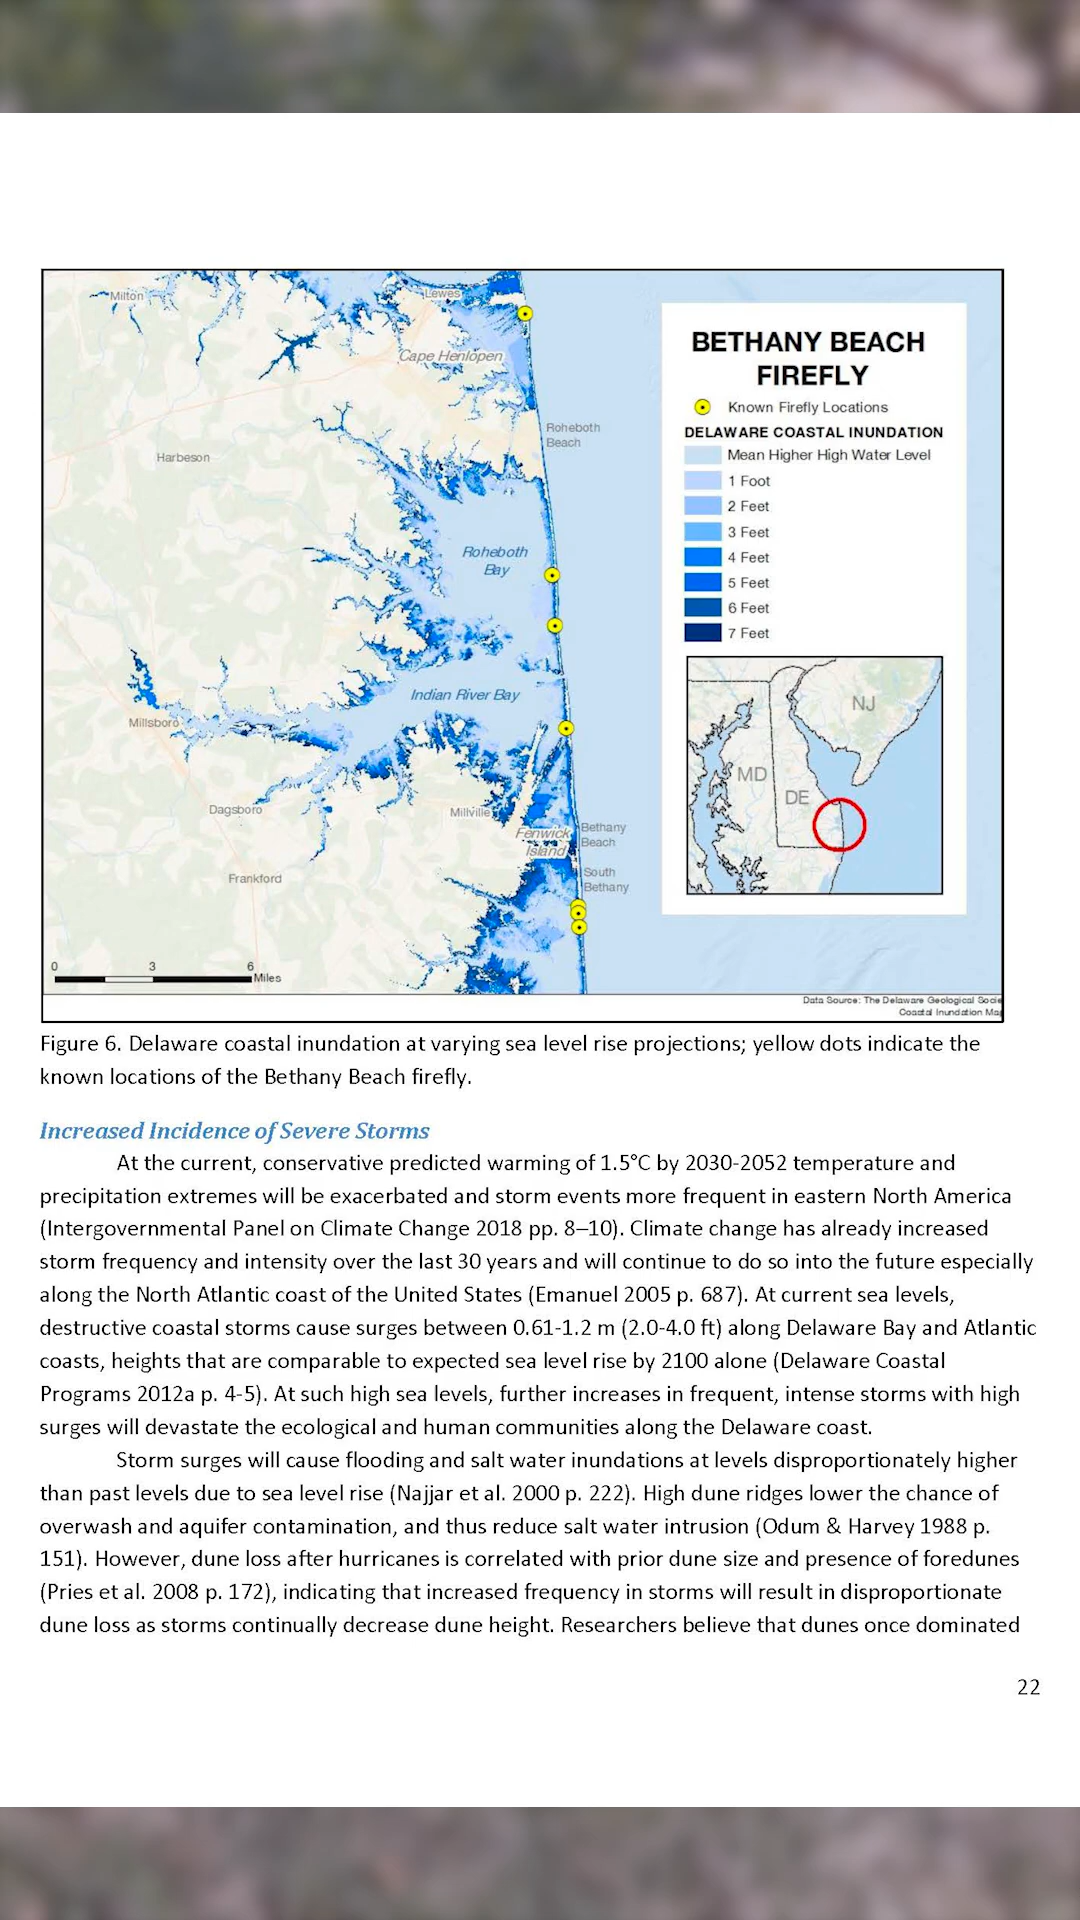 Milton
Lewes
Cape Henlopen
Roheboth
Beach
Harbeson
Roheboth
Bay
Indian River Bay
Millsboro
Dagsboro
Millville
Fenwick
Island
Bethany
Beach
South
Bethany
Frankford
0 3 6
Miles
BETHANY BEACH
FIREFLY
Known Firefly Locations
DELAWARE COASTAL INUNDATION
Mean Higher High Water Level
1 Foot
2 Feet
3 Feet
4 Feet
5 Feet
6 Feet
7 Feet
NJ
MD
DE
Data Source: The Delaware Geological Socie
Coastal Inundation Ma
Figure 6. Delaware coastal inundation at varying sea level rise projections; yellow dots indicate the
known locations of the Bethany Beach firefly.
Increased Incidence of Severe Storms
At the current, conservative predicted warming of 1.5°C by 2030-2052 temperature and
precipitation extremes will be exacerbated and storm events more frequent in eastern North America
(Intergovernmental Panel on Climate Change 2018 pp. 8–10). Climate change has already increased
storm frequency and intensity over the last 30 years and will continue to do so into the future especially
along the North Atlantic coast of the United States (Emanuel 2005 p. 687). At current sea levels,
destructive coastal storms cause surges between 0.61-1.2 m (2.0-4.0 ft) along Delaware Bay and Atlantic
coasts, heights that are comparable to expected sea level rise by 2100 alone (Delaware Coastal
Programs 2012a p. 4-5). At such high sea levels, further increases in frequent, intense storms with high
surges will devastate the ecological and human communities along the Delaware coast.
Storm surges will cause flooding and salt water inundations at levels disproportionately higher
than past levels due to sea level rise (Najjar et al. 2000 p. 222). High dune ridges lower the chance of
overwash and aquifer contamination, and thus reduce salt water intrusion (Odum & Harvey 1988 p.
151). However, dune loss after hurricanes is correlated with prior dune size and presence of foredunes
(Pries et al. 2008 p. 172), indicating that increased frequency in storms will result in disproportionate
dune loss as storms continually decrease dune height. Researchers believe that dunes once dominated
22